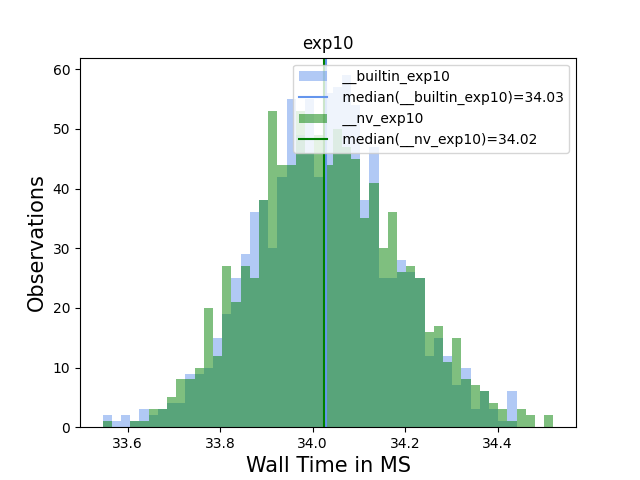 exp10
__builtin_exp10
median(__builtin_exp10)=34.03
__nv_exp10
median(__nv_exp10)=34.02
60
50
40
30
20
10
0
Observations
33.6 33.8 34.0 34.2 34.4
Wall Time in MS